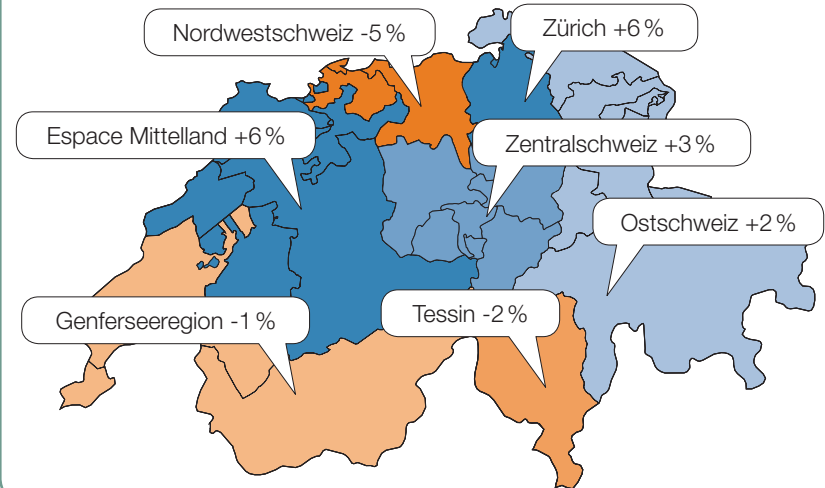 Nordwestschweiz -5 %
Zürich +6 %
Espace Mittelland +6 %
Zentralschweiz +3 %
Ostschweiz +2 %
Genferseeregion -1 %
Tessin -2 %